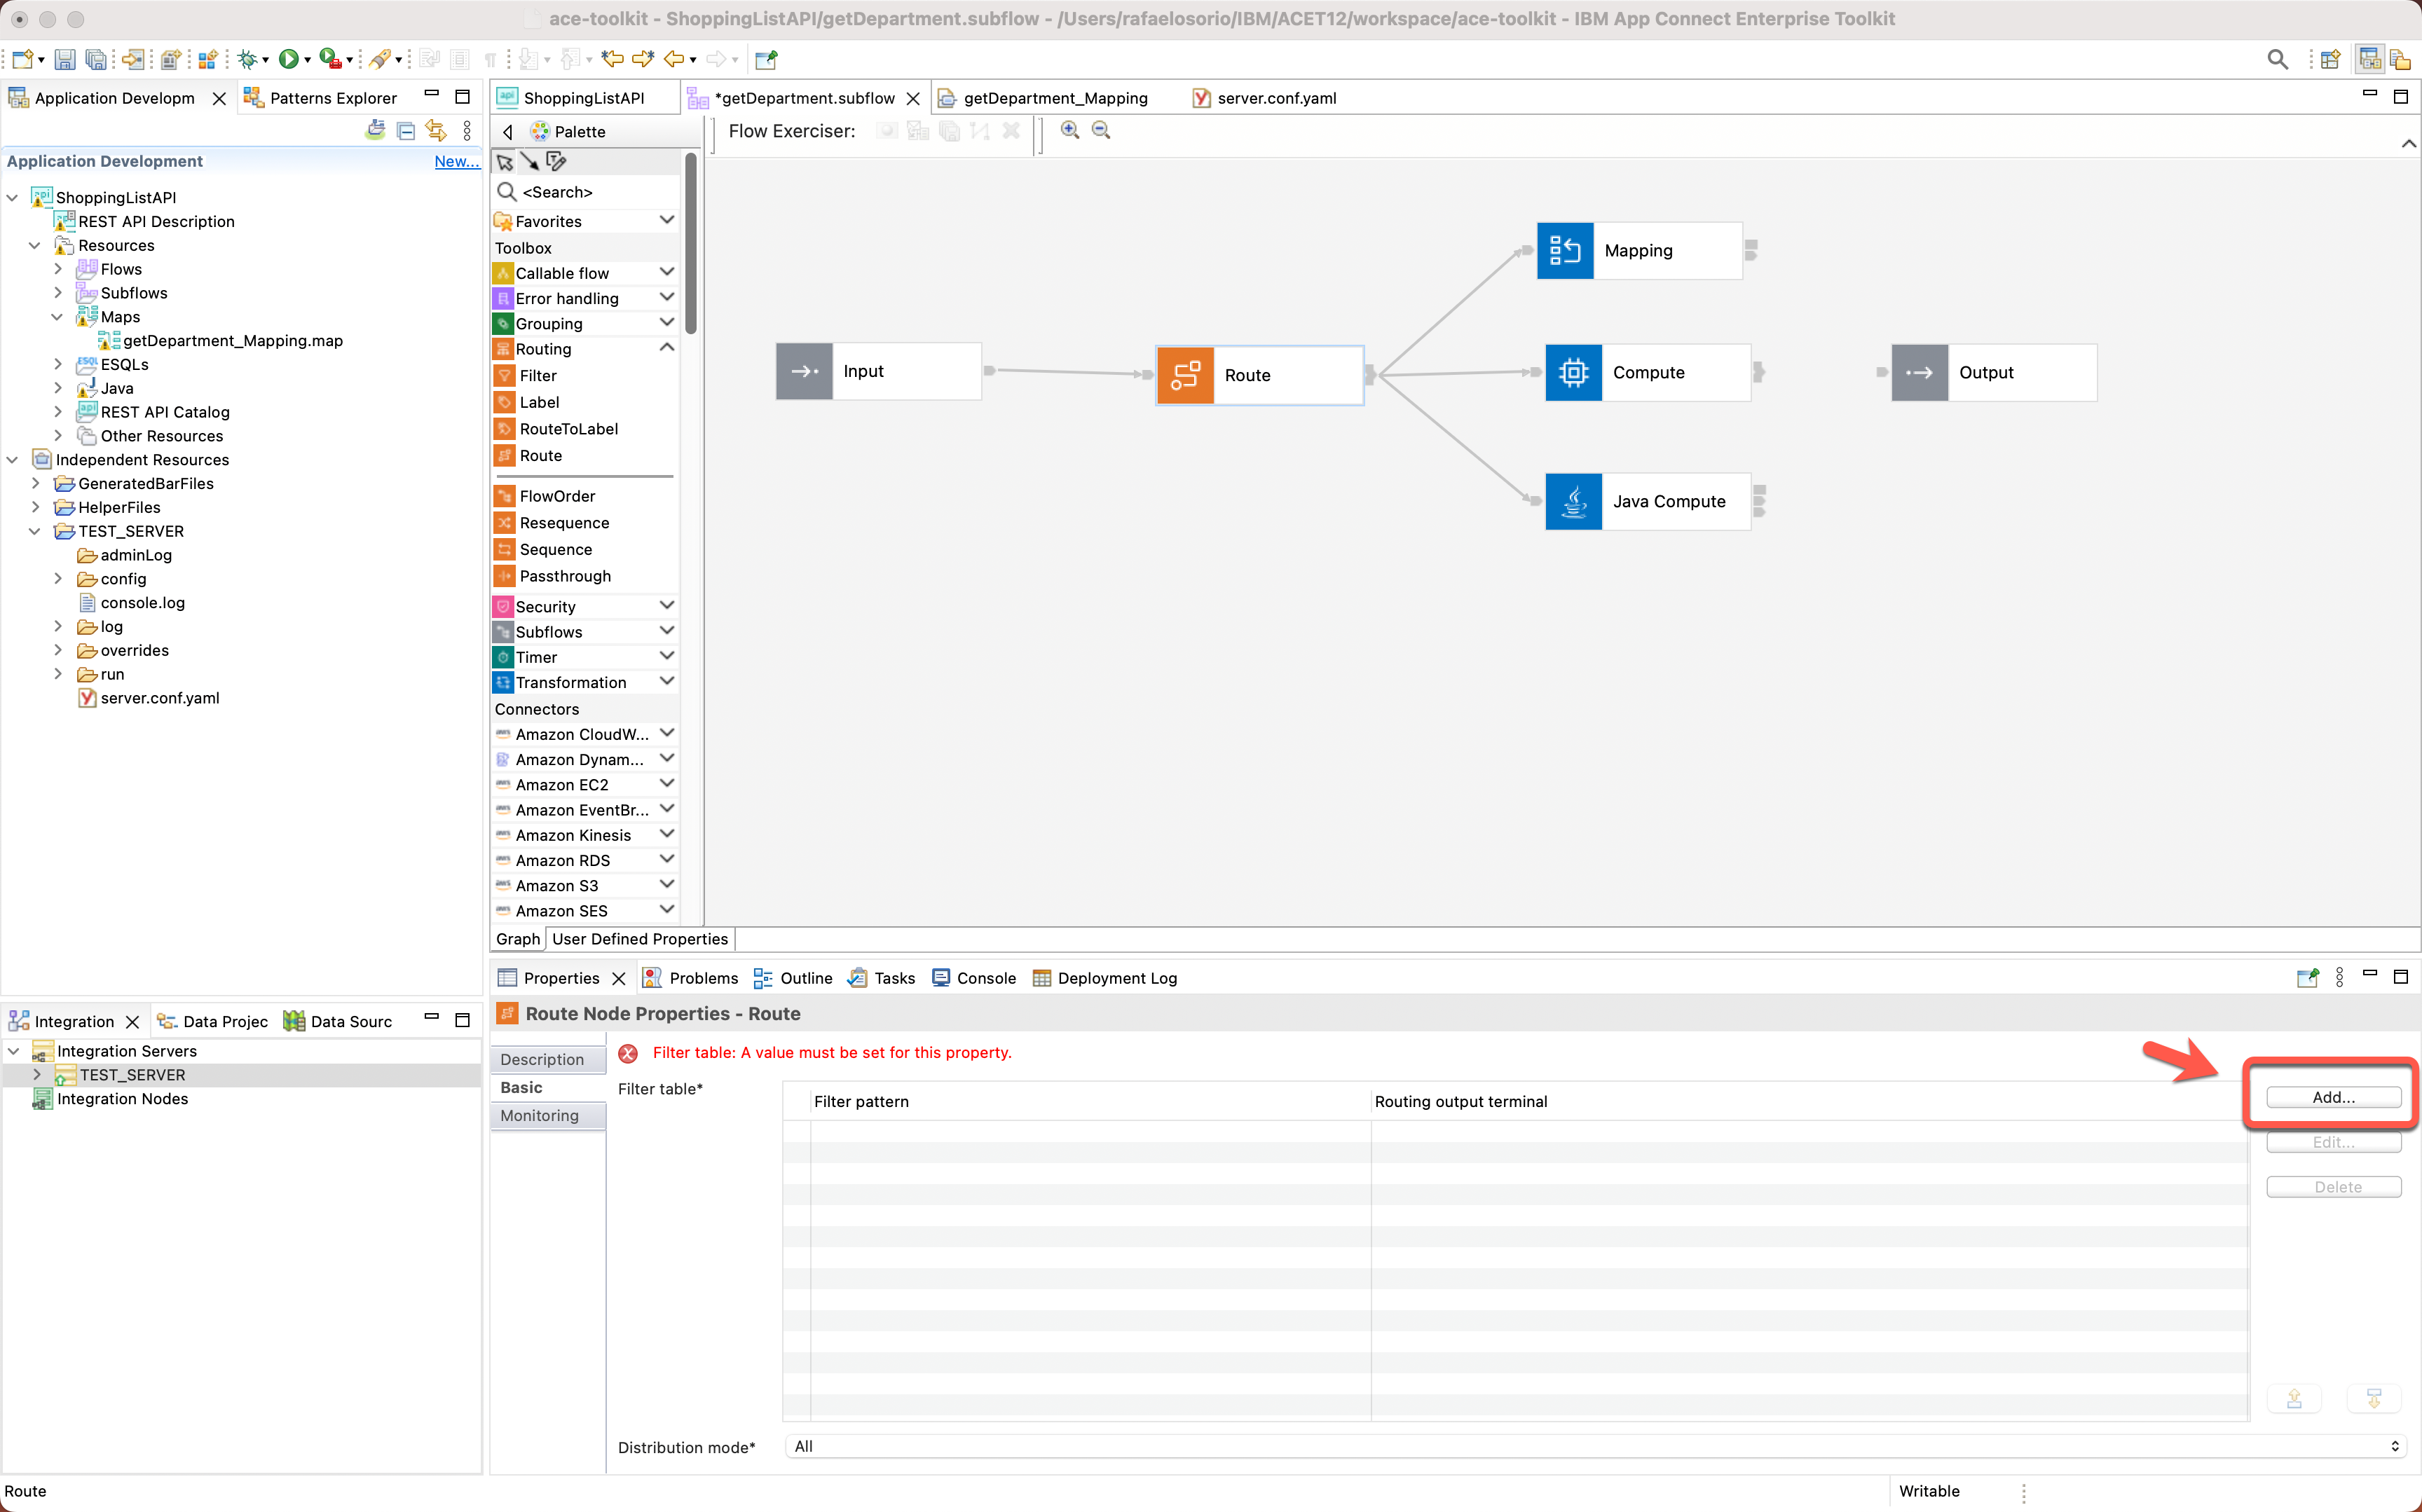 ace-toolkit - ShoppingListAPI/getDepartment.subflow - /Users/rafaelosorio/IBM/ACET12/workspace/ace-toolkit - IBM App Connect Enterprise Toolkit
Application Developm
Patterns Explorer
Application Development
New...
ShoppingListAPI
REST API Description
Resources
Flows
Subflows
Maps
getDepartment_Mapping.map
ESQLs
Java
REST API Catalog
Other Resources
Independent Resources
GeneratedBarFiles
HelperFiles
TEST_SERVER
adminLog
config
console.log
log
overrides
run
server.conf.yaml
Integration
Data Projec
Data Sourc
Integration Servers
TEST_SERVER
Integration Nodes
ShoppingListAPI
*getDepartment.subflow
getDepartment_Mapping
server.conf.yaml
Palette
<Search>
Favorites
Toolbox
Callable flow
Error handling
Grouping
Routing
Filter
Label
RouteToLabel
Route
FlowOrder
Resequence
Sequence
Passthrough
Security
Subflows
Timer
Transformation
Connectors
Amazon CloudW...
Amazon Dynam...
Amazon EC2
Amazon EventBr...
Amazon Kinesis
Amazon RDS
Amazon S3
Amazon SES
Flow Exerciser:
Input
Route
Mapping
Compute
Java Compute
Output
Graph
User Defined Properties
Properties
Problems
Outline
Tasks
Console
Deployment Log
Route Node Properties - Route
Description
Basic
Monitoring
Filter table: A value must be set for this property.
Filter table*
Filter pattern
Routing output terminal
Add...
Edit...
Delete
Distribution mode*
All
Route
Writable